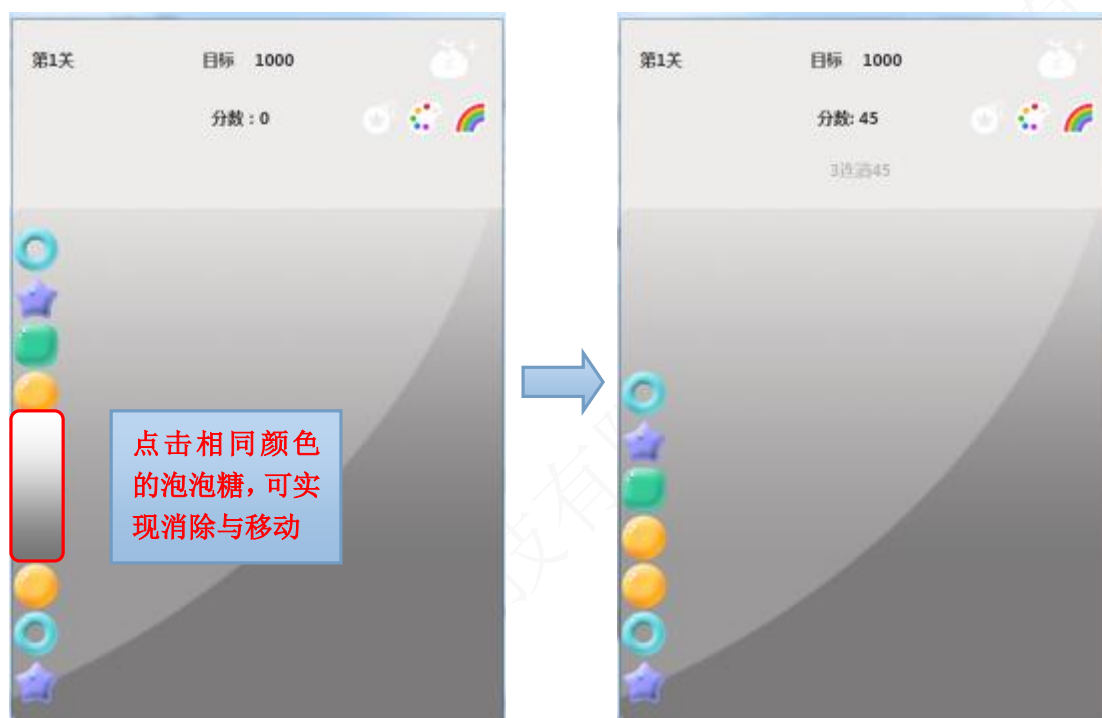 第1关
目标 1000
分数：0
点击相同颜色
的泡泡糖，可实
现消除与移动
第1关
目标 1000
分数: 45
3连消45